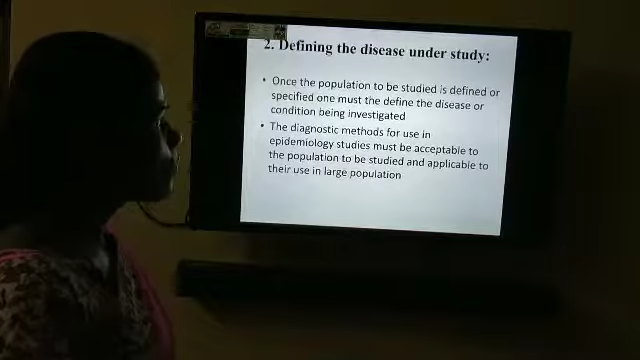 2. Defining the disease under study:
• Once the population to be studied is defined or
specified one must the define the disease or
condition being investigated
• The diagnostic methods for use in
epidemiology studies must be acceptable to
the population to be studied and applicable to
their use in large population